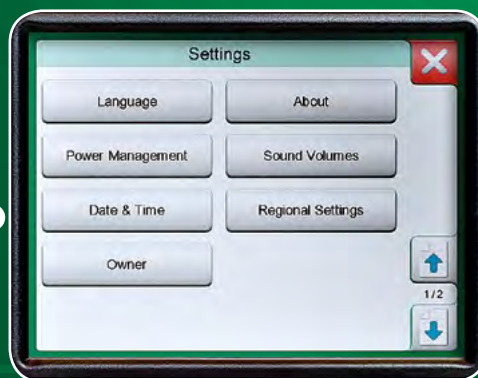 Settings
Language
About
Power Management
Sound Volumes
Date & Time
Regional Settings
Owner
1/2